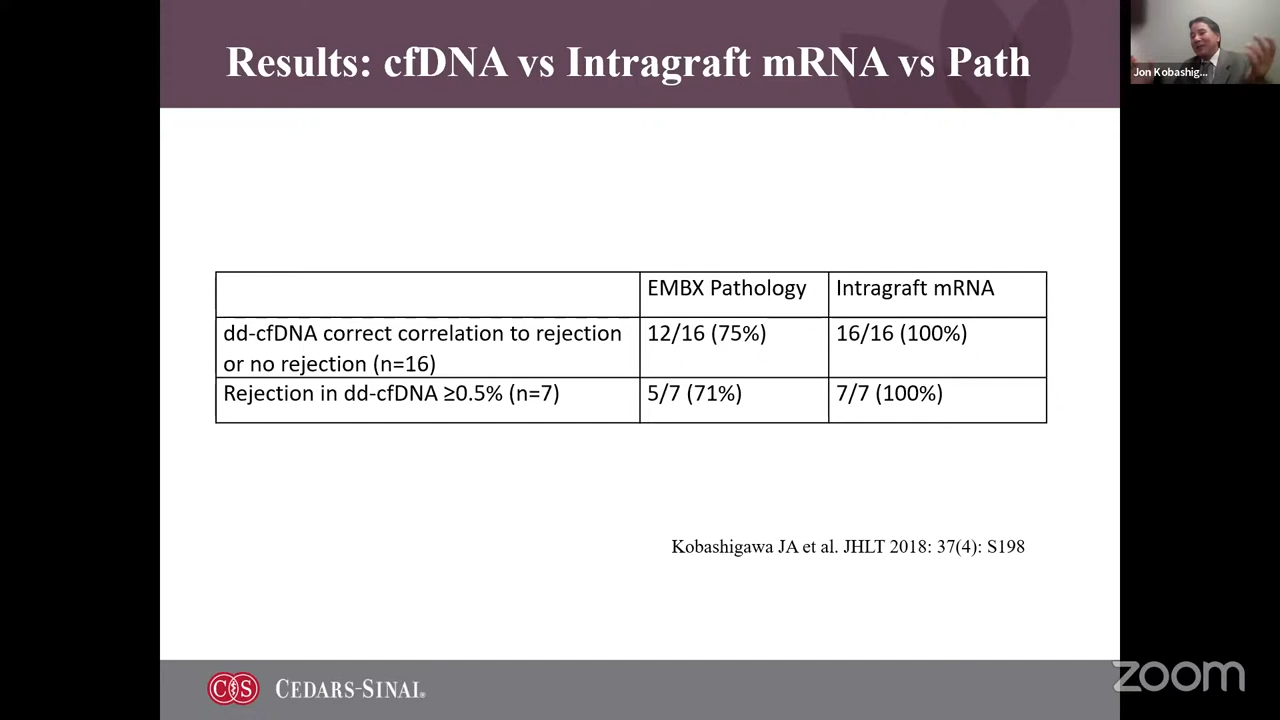 Results: cfDNA vs Intragraft mRNA vs Path
Jon Kobashig...
EMBX Pathology
Intragraft mRNA
dd-cfDNA correct correlation to rejection
or no rejection (n=16)
12/16 (75%)
16/16 (100%)
Rejection in dd-cfDNA ≥0.5% (n=7)
5/7 (71%)
7/7 (100%)
Kobashigawa JA et al. JHLT 2018: 37(4): S198
CEDARS-SINAI®
zoom